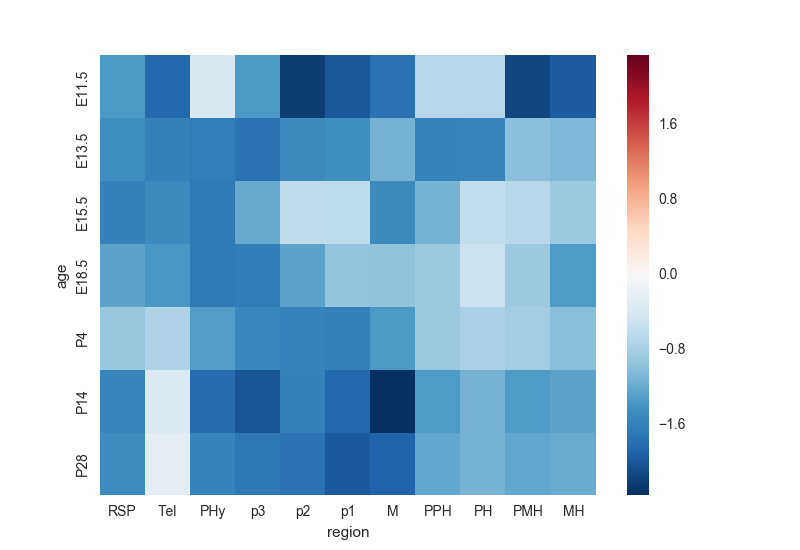 E11.5
E13.5
E15.5
E18.5
P4
P14
P28
age
RSP Tel PHy p3 p2 p1 M PPH PH PMH MH
region
1.6
0.8
0.0
−0.8
−1.6